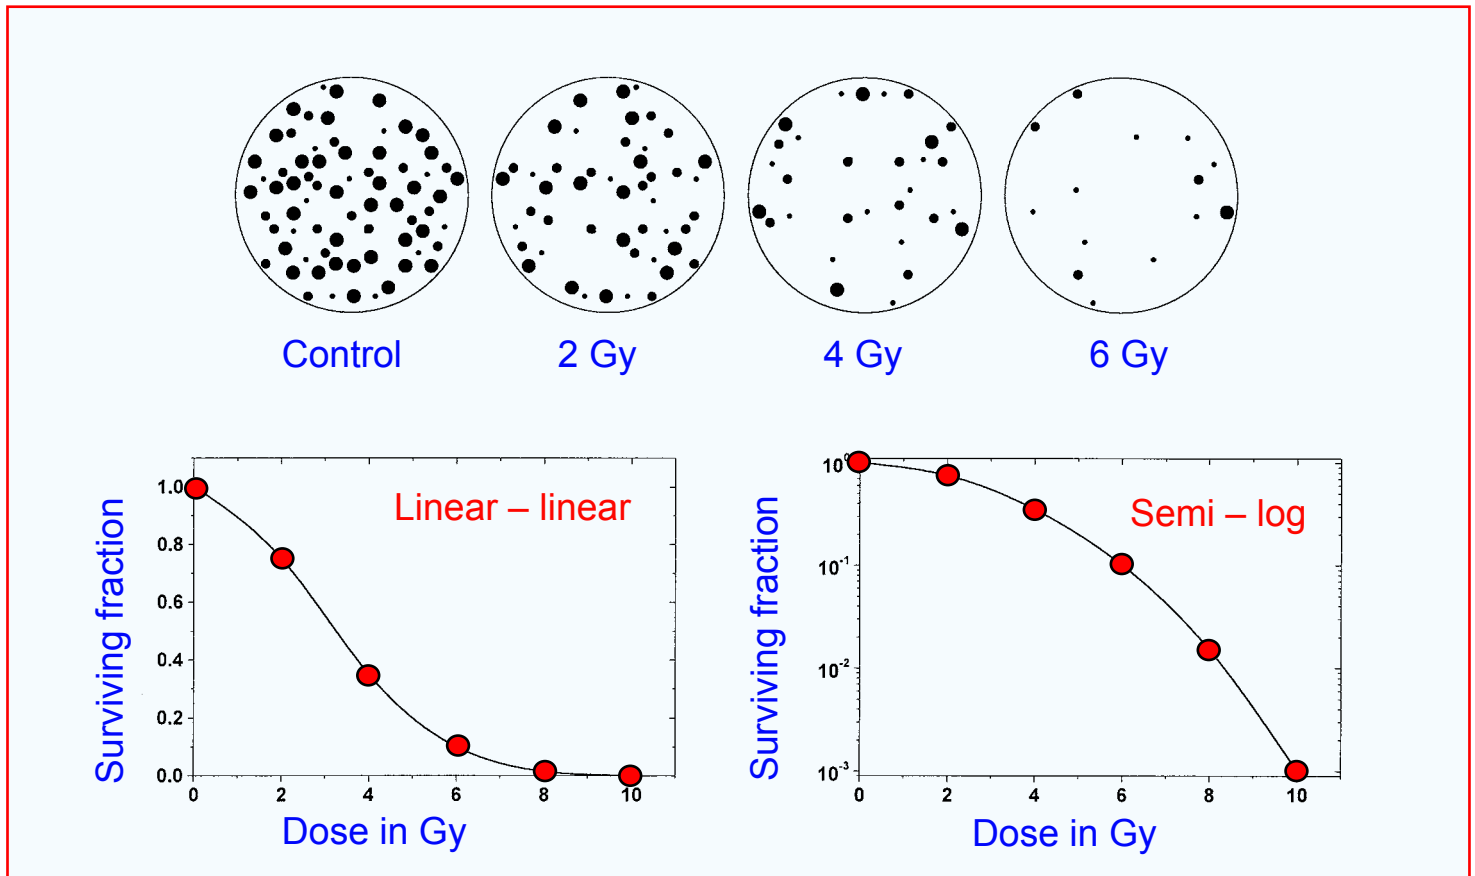 Control
2 Gy
4 Gy
6 Gy
Linear – linear
Surviving fraction
1.0
0.8
0.6
0.4
0.2
0.0
0 2 4 6 8 10
Dose in Gy
Semi – log
Surviving fraction
10⁰
10⁻¹
10⁻²
10⁻³
0 2 4 6 8 10
Dose in Gy